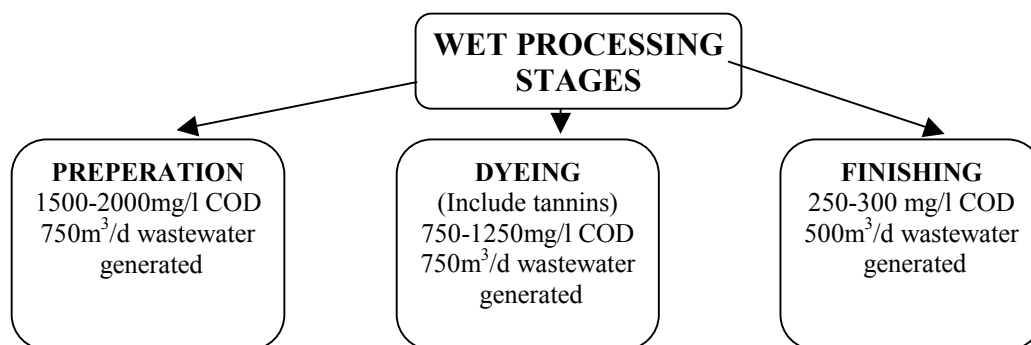 WET PROCESSING
STAGES
PREPERATION
1500-2000mg/l COD
750m³/d wastewater
generated
DYEING
(Include tannins)
750-1250mg/l COD
750m³/d wastewater
generated
FINISHING
250-300 mg/l COD
500m³/d wastewater
generated